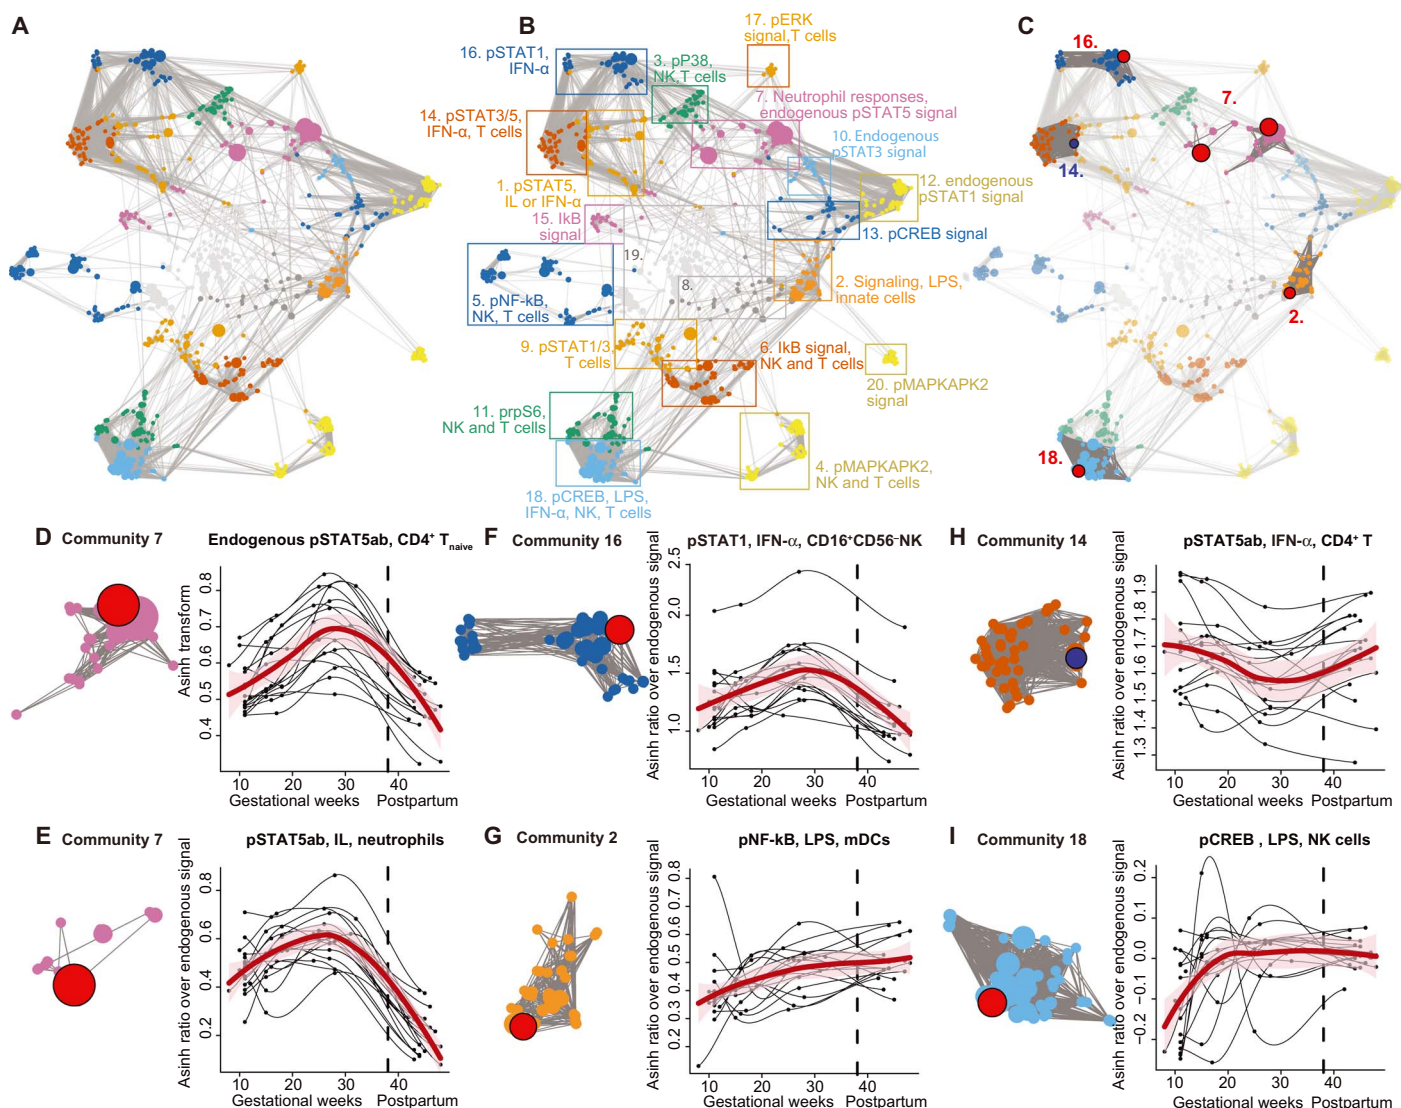 A
B
C
16. pSTAT1,
IFN-α
3. pP38,
NK,T cells
17. pERK
signal,T cells
14. pSTAT3/5,
IFN-α, T cells
7. Neutrophil responses,
endogenous pSTAT5 signal
10. Endogenous
pSTAT3 signal
1. pSTAT5,
IL or IFN-α
12. endogenous
pSTAT1 signal
15. IkB
signal
13. pCREB signal
19.
8.
5. pNF-kB,
NK, T cells
2. Signaling, LPS,
innate cells
9. pSTAT1/3,
T cells
6. IkB signal,
NK and T cells
20. pMAPKAPK2
signal
11. prpS6,
NK and T cells
4. pMAPKAPK2,
NK and T cells
18. pCREB, LPS,
IFN-α, NK, T cells
16.
7.
14.
2.
18.
D Community 7
Endogenous pSTAT5ab, CD4⁺ T naive
Asinh transform
0.8
0.7
0.6
0.5
0.4
10 20 30 40
Gestational weeks Postpartum
F Community 16
pSTAT1, IFN-α, CD16⁺CD56⁻NK
Asinh ratio over endogenous signal
2.5
2.0
1.5
1.0
10 20 30 40
Gestational weeks Postpartum
H Community 14
pSTAT5ab, IFN-α, CD4⁺ T
Asinh ratio over endogenous signal
1.9
1.8
1.7
1.6
1.5
1.4
1.3
10 20 30 40
Gestational weeks Postpartum
E Community 7
pSTAT5ab, IL, neutrophils
Asinh ratio over endogenous signal
0.8
0.6
0.4
0.2
10 20 30 40
Gestational weeks Postpartum
G Community 2
pNF-kB, LPS, mDCs
Asinh ratio over endogenous signal
0.8
0.7
0.6
0.5
0.4
0.3
0.2
10 20 30 40
Gestational weeks Postpartum
I Community 18
pCREB , LPS, NK cells
Asinh ratio over endogenous signal
0.2
0.1
0.0
−0.1
−0.2
10 20 30 40
Gestational weeks Postpartum